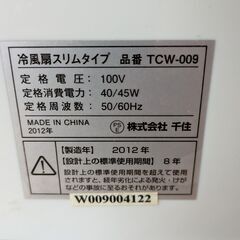 冷風扇スリムタイプ 品番 TCW-009
定格電圧：100V
定格消費電力：40/45W
定格周波数：50/60Hz
MADE IN CHINA
2012年
PS E
株式会社 千住
製造年】 2012年
【設計上の標準使用期間】 8年
設計上の標準使用期間を超えて使用されま
すと、経年劣化による発火・けが
などの事故に至るおそれがあります。
W009004122